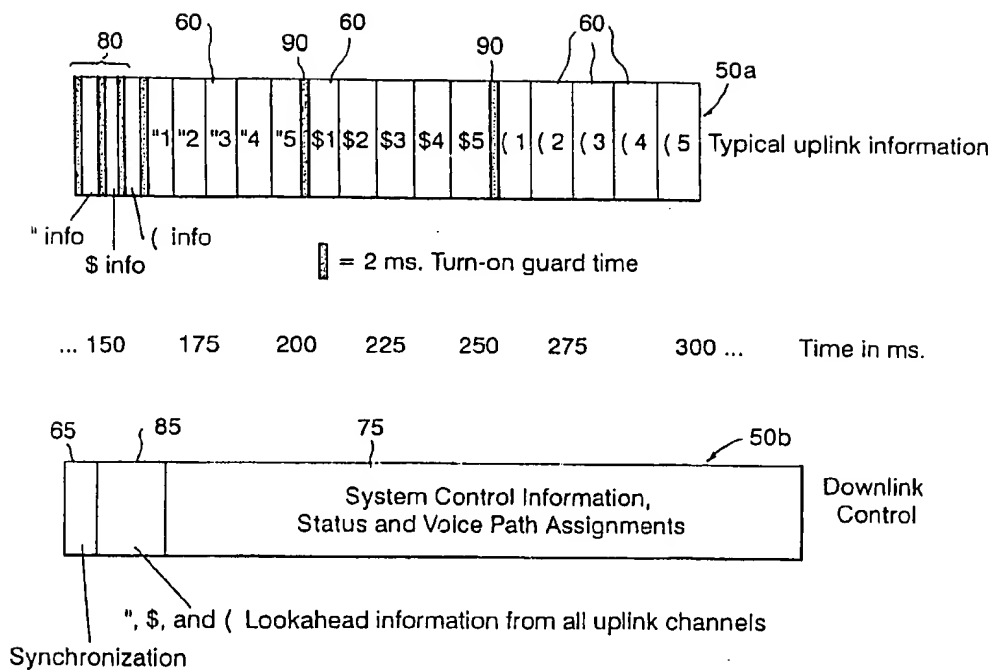 80 60 90 60 90 60
50a
"1 "2 "3 "4 "5 $1 $2 $3 $4 $5 ( 1 ( 2 ( 3 ( 4 ( 5 Typical uplink information
" info ( info
$ info
= 2 ms. Turn-on guard time
... 150 175 200 225 250 275 300 ... Time in ms.
65 85 75 50b
System Control Information,
Status and Voice Path Assignments
Downlink
Control
", $, and ( Lookahead information from all uplink channels
Synchronization